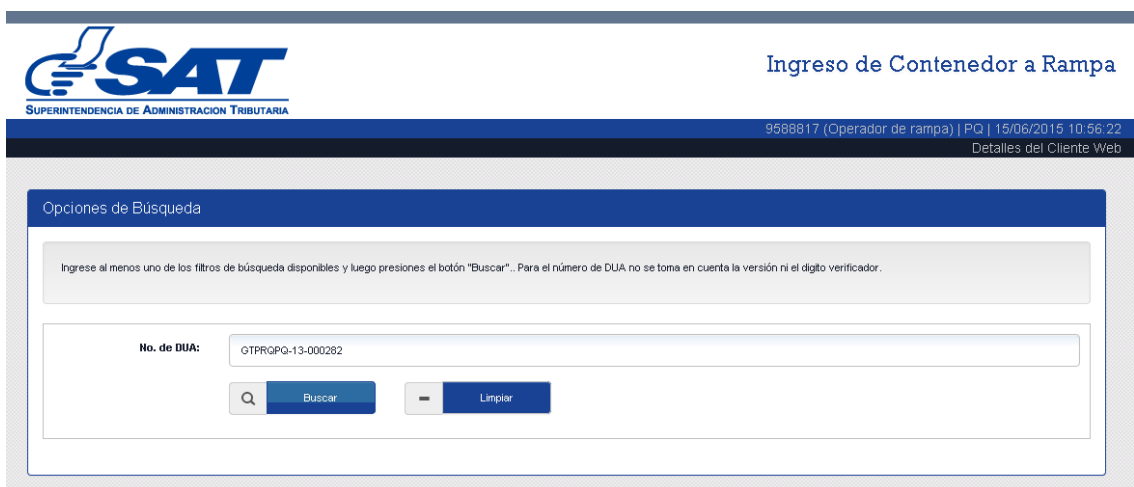 SAT
SUPERINTENDENCIA DE ADMINISTRACION TRIBUTARIA
Ingreso de Contenedor a Rampa
9588817 (Operador de rampa) | PQ | 15/06/2015 10:56:22
Detalles del Cliente Web
Opciones de Búsqueda
Ingrese al menos uno de los filtros de búsqueda disponibles y luego presiones el botón "Buscar".. Para el número de DUA no se toma en cuenta la versión ni el digito verificador.
No. de DUA:
GTPRQPQ-13-000282
Buscar
Limpiar